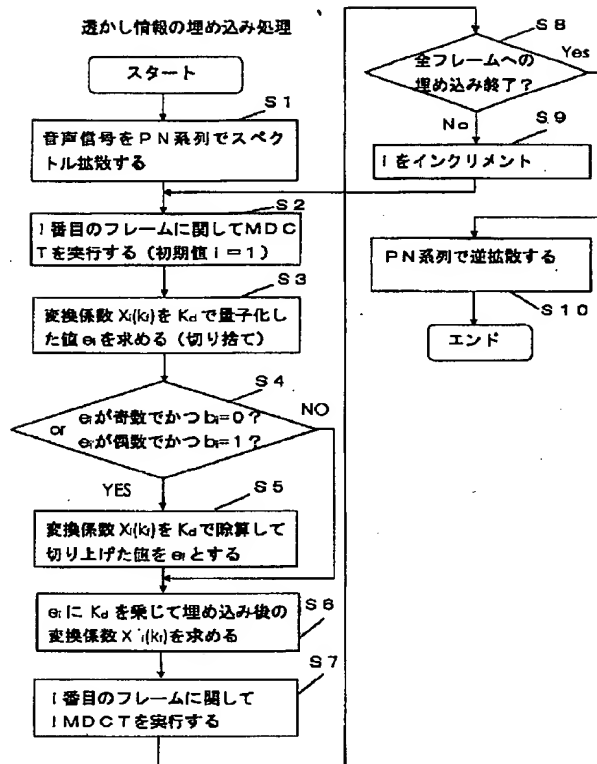 透かし情報の埋め込み処理
スタート
S1
音声信号をPN系列でスペク
トル拡散する
S2
i番目のフレームに関してMDC
Tを実行する（初期値i＝1）
S3
変換係数Xi(ki)をKdで量子化し
た値eiを求める（切り捨て）
S4
eiが奇数でかつbi=0？
or
eiが偶数でかつbi=1？
NO
YES
S5
変換係数Xi(ki)をKdで除算して
切り上げた値をeiとする
eiにKdを乗じて埋め込み後の
変換係数X'i(ki)を求める
S6
S7
i番目のフレームに関して
IMDCTを実行する
S8
全フレームへの
埋め込み終了？
Yes
No
S9
iをインクリメント
PN系列で逆拡散する
S10
エンド